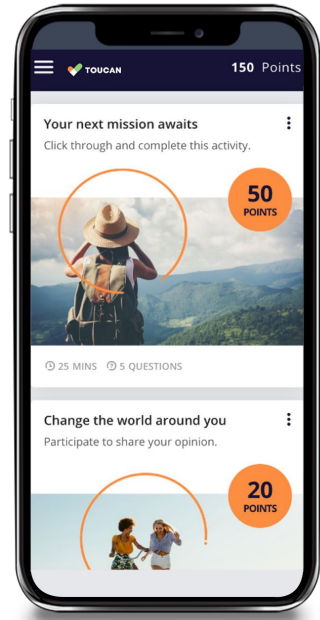 TOUCAN
150 Points
Your next mission awaits
Click through and complete this activity.
50
POINTS
25 MINS 5 QUESTIONS
Change the world around you
Participate to share your opinion.
20
POINTS